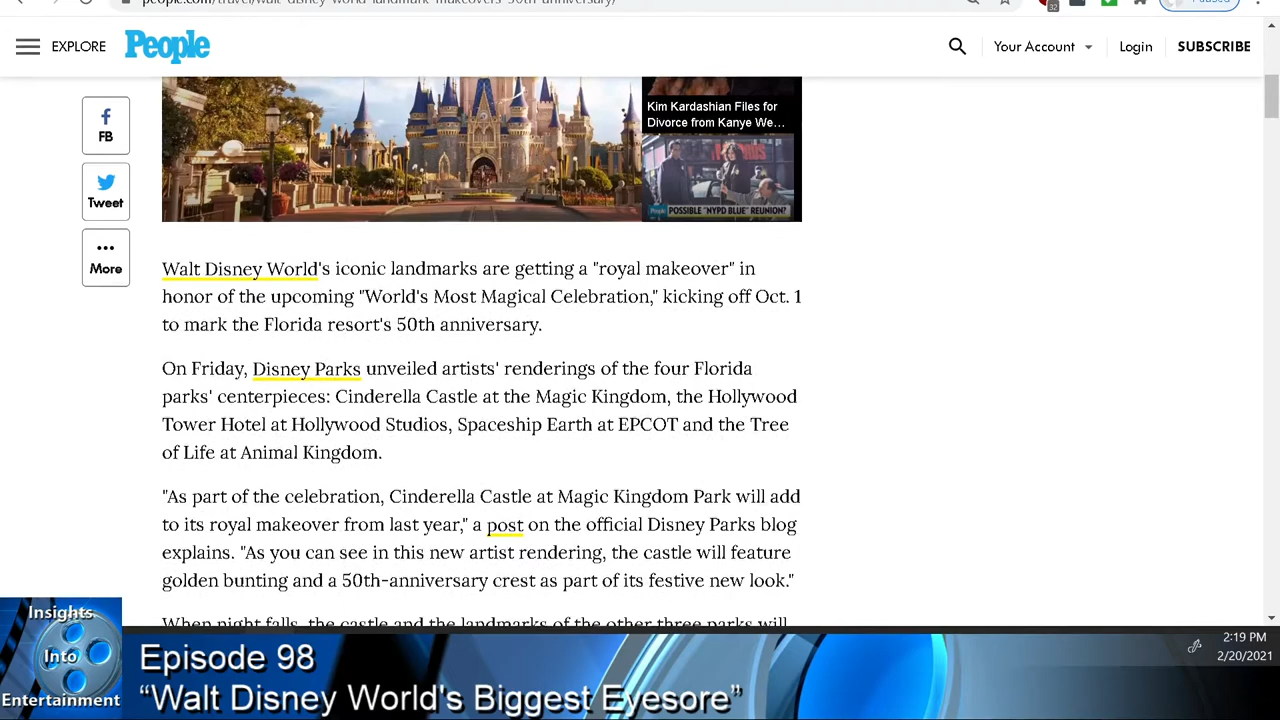 people.com/travel/walt-disney-world-landmark-makeovers-50th-anniversary/
Paused
32
EXPLORE
People
Your Account
Login
SUBSCRIBE
FB
Tweet
More
Kim Kardashian Files for
Divorce from Kanye We…
People
POSSIBLE "NYPD BLUE" REUNION?
Walt Disney World's iconic landmarks are getting a "royal makeover" in
honor of the upcoming "World's Most Magical Celebration," kicking off Oct. 1
to mark the Florida resort's 50th anniversary.
On Friday, Disney Parks unveiled artists' renderings of the four Florida
parks' centerpieces: Cinderella Castle at the Magic Kingdom, the Hollywood
Tower Hotel at Hollywood Studios, Spaceship Earth at EPCOT and the Tree
of Life at Animal Kingdom.
"As part of the celebration, Cinderella Castle at Magic Kingdom Park will add
to its royal makeover from last year," a post on the official Disney Parks blog
explains. "As you can see in this new artist rendering, the castle will feature
golden bunting and a 50th-anniversary crest as part of its festive new look."
When night falls, the castle and the landmarks of the other three parks will
Insights
Into
Entertainment
Episode 98
“Walt Disney World's Biggest Eyesore”
2:19 PM
2/20/2021